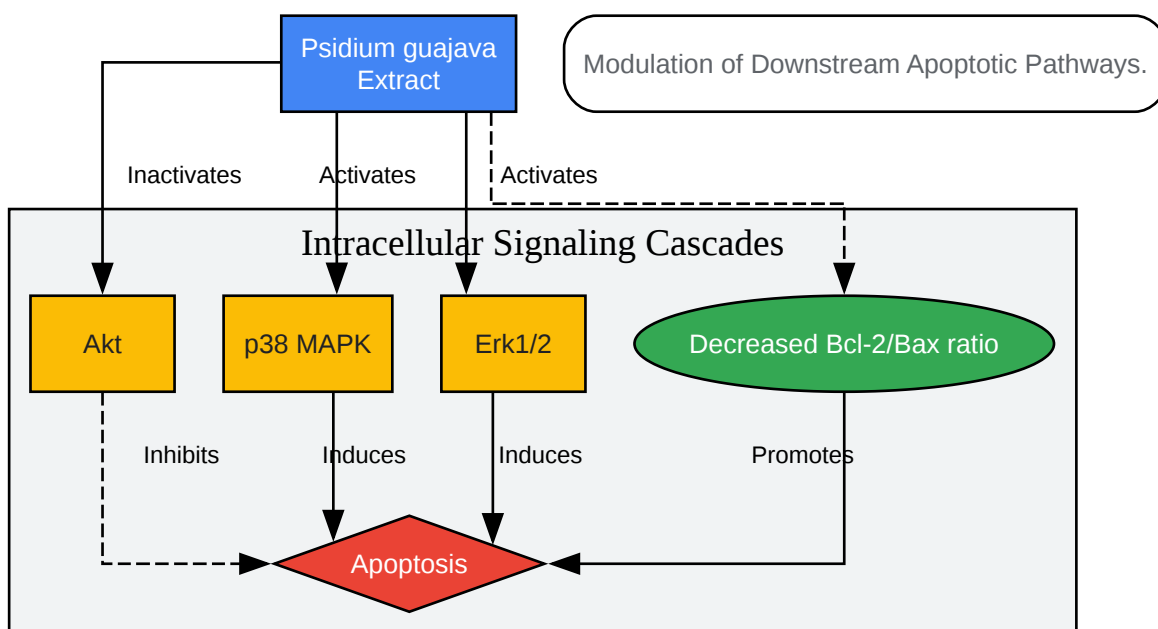 Psidium guajava
Extract
Modulation of Downstream Apoptotic Pathways.
Inactivates
Activates
Activates
Intracellular Signaling Cascades
Akt
p38 MAPK
Erk1/2
Decreased Bcl-2/Bax ratio
Inhibits
Induces
Induces
Promotes
Apoptosis